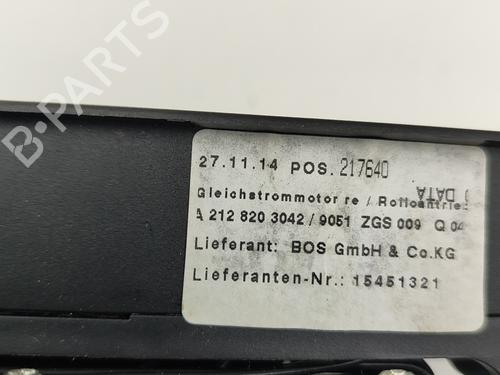 27.11.14 POS. 217640
DATA
Gleichstrommotor re / Rolloantrieb
A 212 820 3042 / 9051 ZGS 009 Q 04
Lieferant: BOS GmbH & Co.KG
Lieferanten-Nr.: 15451321
B-PARTS